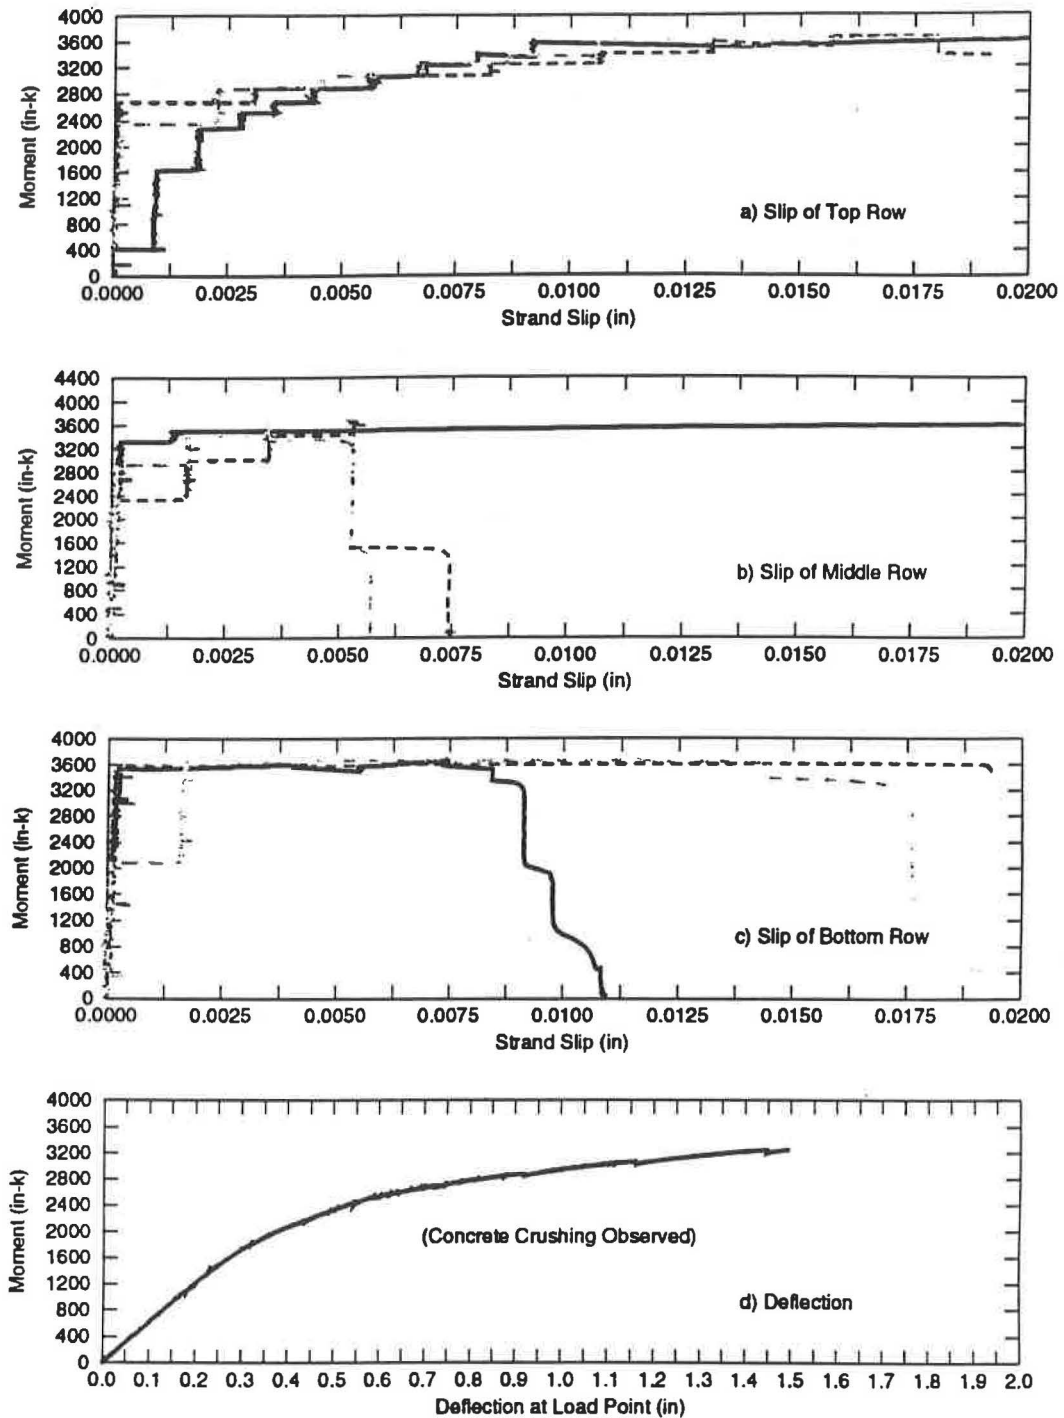 4000
3600
3200
2800
2400
2000
1600
1200
800
400
0
Moment (in-k)
a) Slip of Top Row
0.0000 0.0025 0.0050 0.0075 0.0100 0.0125 0.0150 0.0175 0.0200
Strand Slip (in)
4400
4000
3600
3200
2800
2400
2000
1600
1200
800
400
0
Moment (in-k)
b) Slip of Middle Row
0.0000 0.0025 0.0050 0.0075 0.0100 0.0125 0.0150 0.0175 0.0200
Strand Slip (in)
4000
3600
3200
2800
2400
2000
1600
1200
800
400
0
Moment (in-k)
c) Slip of Bottom Row
0.0000 0.0025 0.0050 0.0075 0.0100 0.0125 0.0150 0.0175 0.0200
Strand Slip (in)
4000
3600
3200
2800
2400
2000
1600
1200
800
400
0
Moment (in-k)
(Concrete Crushing Observed)
d) Deflection
0.0 0.1 0.2 0.3 0.4 0.5 0.6 0.7 0.8 0.9 1.0 1.1 1.2 1.3 1.4 1.5 1.6 1.7 1.8 1.9 2.0
Deflection at Load Point (in)